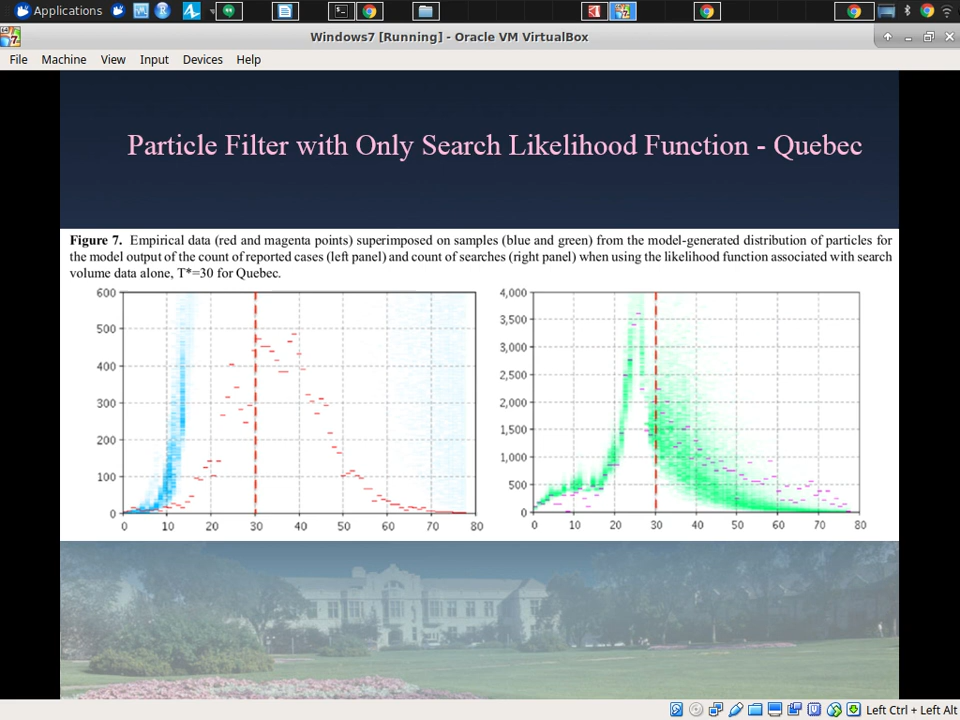 Applications
Windows7 [Running] - Oracle VM VirtualBox
File Machine View Input Devices Help
Particle Filter with Only Search Likelihood Function - Quebec
Figure 7. Empirical data (red and magenta points) superimposed on samples (blue and green) from the model-generated distribution of particles for
the model output of the count of reported cases (left panel) and count of searches (right panel) when using the likelihood function associated with search
volume data alone, T*=30 for Quebec.
600
500
400
300
200
100
0
0 10 20 30 40 50 60 70 80
4,000
3,500
3,000
2,500
2,000
1,500
1,000
500
0
0 10 20 30 40 50 60 70 80
Left Ctrl + Left Alt